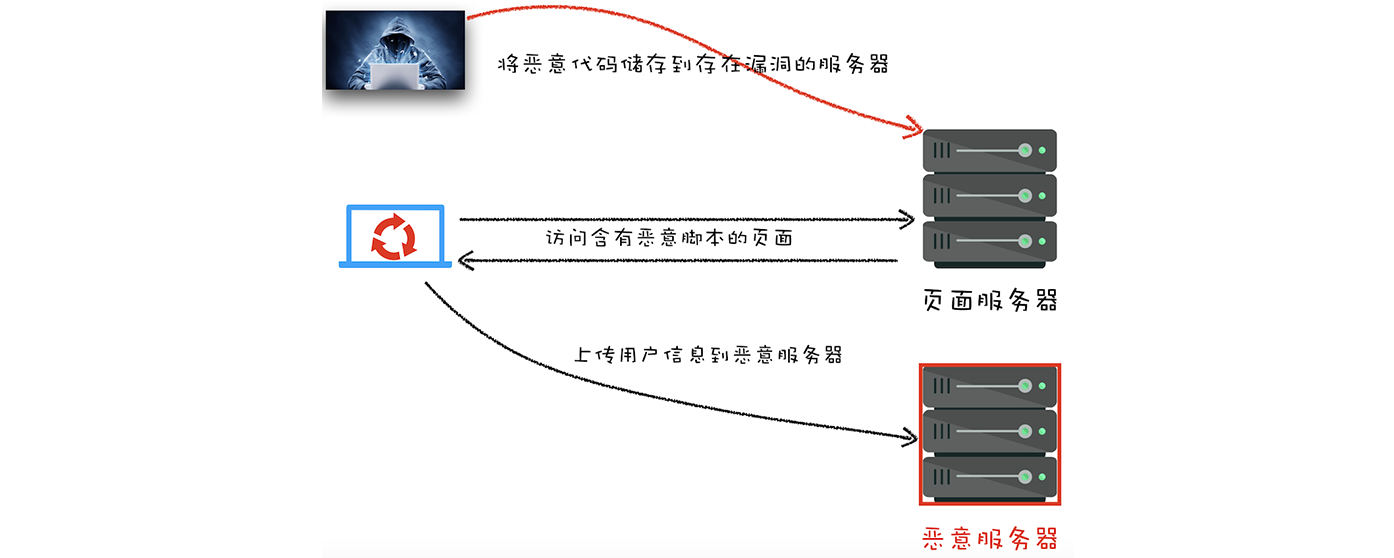 将恶意代码储存到存在漏洞的服务器
访问含有恶意脚本的页面
页面服务器
上传用户信息到恶意服务器
恶意服务器